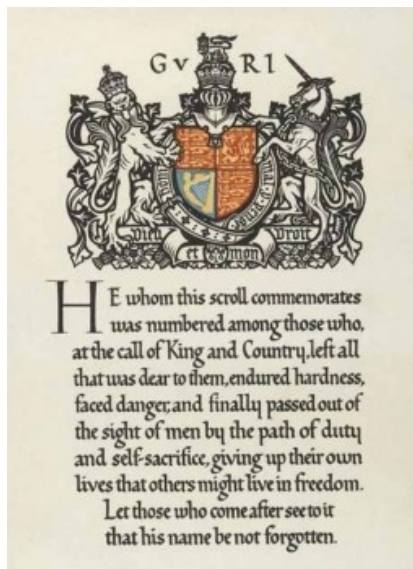 G V R I
Dieu
et mon
Droit
HE whom this scroll commemorates
was numbered among those who,
at the call of King and Country, left all
that was dear to them, endured hardness,
faced danger, and finally passed out of
the sight of men by the path of duty
and self-sacrifice, giving up their own
lives that others might live in freedom.
Let those who come after see to it
that his name be not forgotten.